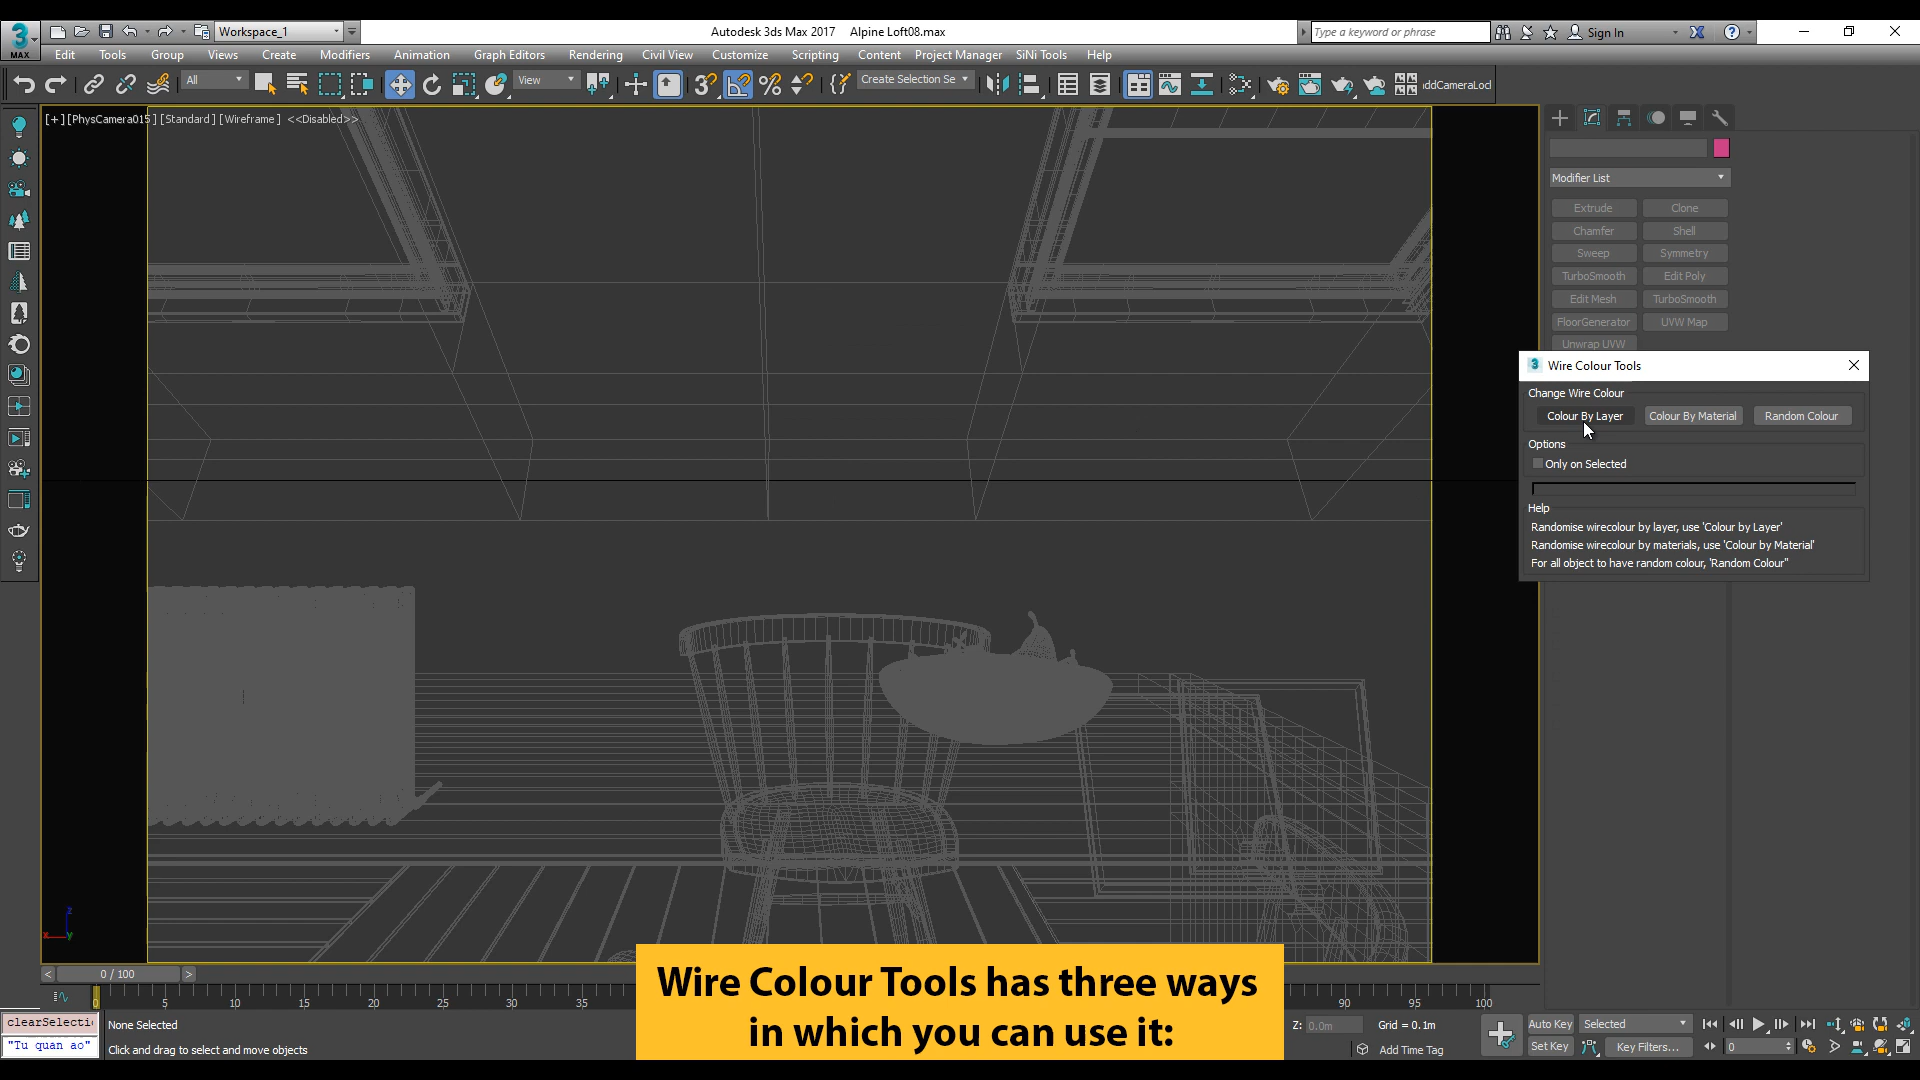 Workspace_1
Autodesk 3ds Max 2017 Alpine Loft08.max
Type a keyword or phrase
Sign In
3
MAX
Edit Tools Group Views Create Modifiers Animation Graph Editors Rendering Civil View Customize Scripting Content Project Manager SiNi Tools Help
All
View
Create Selection Se
ddCameraLocl
[+] [PhysCamera015 ] [Standard ] [Wireframe ] <<Disabled>>
Modifier List
Extrude Clone
Chamfer Shell
Sweep Symmetry
TurboSmooth Edit Poly
Edit Mesh TurboSmooth
FloorGenerator UVW Map
Unwrap UVW
3 Wire Colour Tools
Change Wire Colour
Colour By Layer Colour By Material Random Colour
Options
Only on Selected
Help
Randomise wirecolour by layer, use 'Colour by Layer'
Randomise wirecolour by materials, use 'Colour by Material'
For all object to have random colour, 'Random Colour"
z
x y
< 0 / 100 >
0 5 10 15 20 25 30 35 90 95 100
Wire Colour Tools has three ways
in which you can use it:
clearSelecti
None Selected
Z: 0.0m Grid = 0.1m
Auto Key Selected
"Tu quan ao"
Click and drag to select and move objects
Add Time Tag
Set Key Key Filters... 0